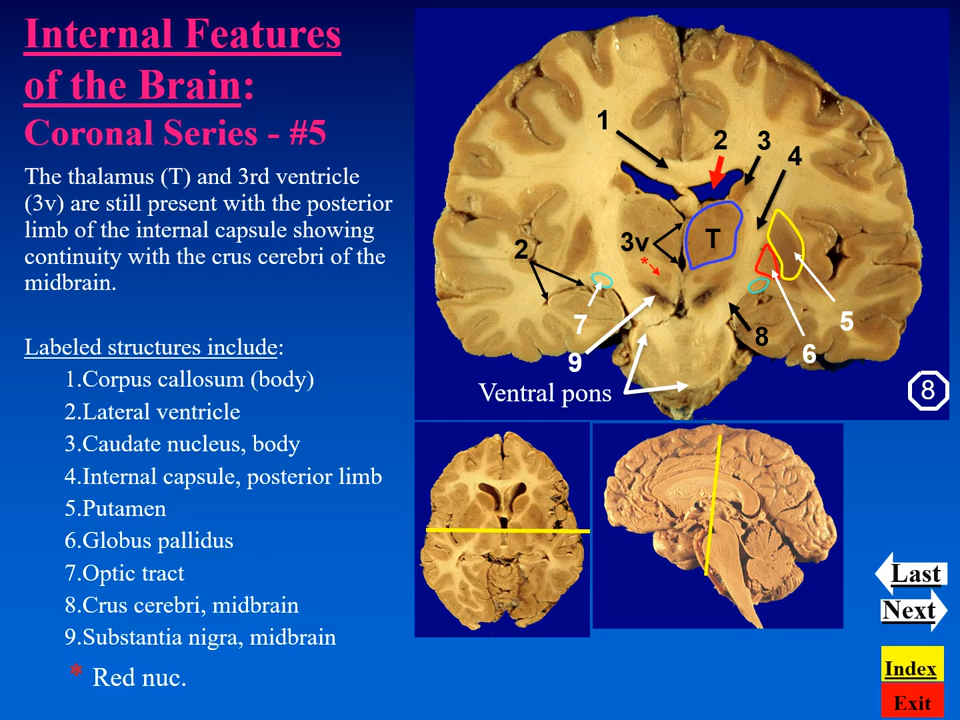 Internal Features
of the Brain:
Coronal Series - #5
The thalamus (T) and 3rd ventricle
(3v) are still present with the posterior
limb of the internal capsule showing
continuity with the crus cerebri of the
midbrain.
Labeled structures include:
1.Corpus callosum (body)
2.Lateral ventricle
3.Caudate nucleus, body
4.Internal capsule, posterior limb
5.Putamen
6.Globus pallidus
7.Optic tract
8.Crus cerebri, midbrain
9.Substantia nigra, midbrain
* Red nuc.
1
2
3
4
2
3v
T
*
7
5
8
6
9
Ventral pons
8
Last
Next
Index
Exit